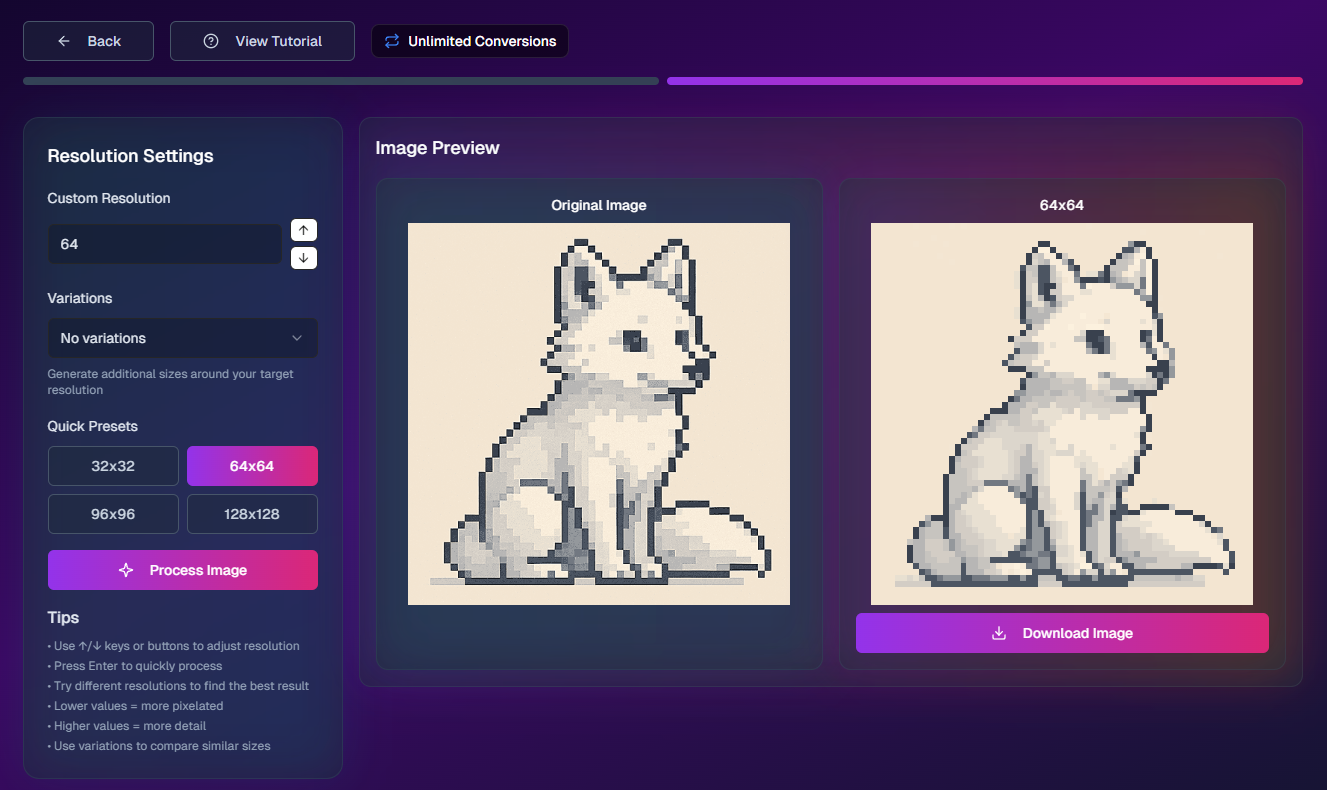 Back
View Tutorial
Unlimited Conversions
Resolution Settings
Custom Resolution
64
Variations
No variations
Generate additional sizes around your target
resolution
Quick Presets
32x32
64x64
96x96
128x128
Process Image
Tips
• Use ↑/↓ keys or buttons to adjust resolution
• Press Enter to quickly process
• Try different resolutions to find the best result
• Lower values = more pixelated
• Higher values = more detail
• Use variations to compare similar sizes
Image Preview
Original Image
64x64
Download Image